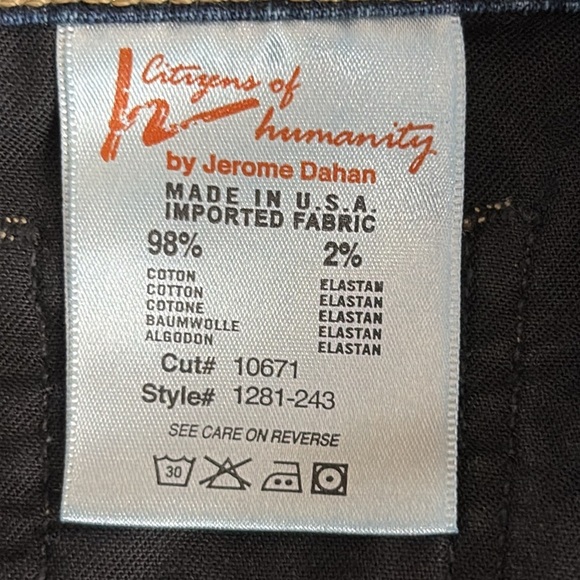 Citizens of
humanity
by Jerome Dahan
MADE IN U.S.A.
IMPORTED FABRIC
98% 2%
COTON ELASTAN
COTTON ELASTAN
COTONE ELASTAN
BAUMWOLLE ELASTAN
ALGODON ELASTAN
Cut# 10671
Style# 1281-243
SEE CARE ON REVERSE
30